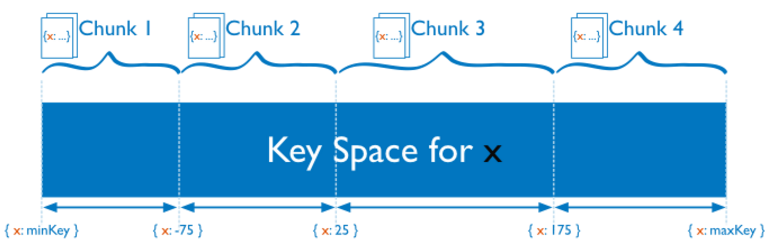 {x: ...} Chunk 1
{x: ...} Chunk 2
{x: ...} Chunk 3
{x: ...} Chunk 4
Key Space for x
{ x: minKey }
{ x: -75 }
{ x: 25 }
{ x: 175 }
{ x: maxKey }